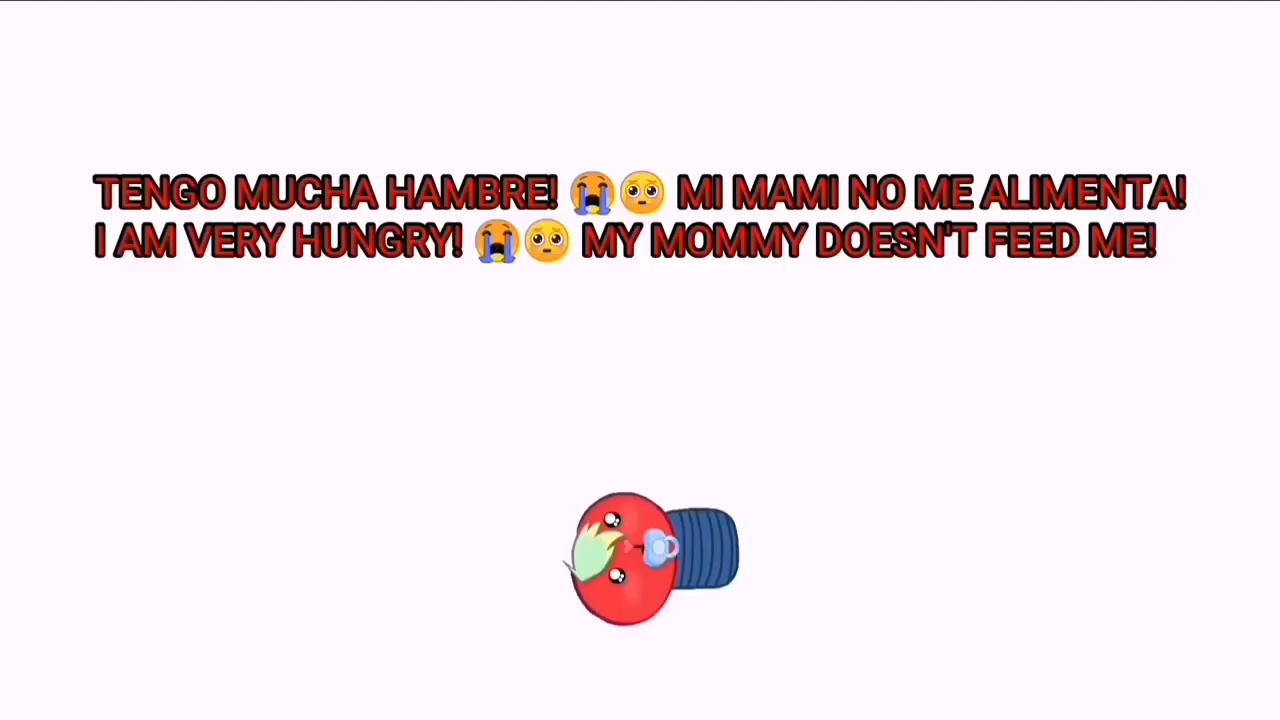 TENGO MUCHA HAMBRE! 😭🥺 MI MAMI NO ME ALIMENTA!
I AM VERY HUNGRY! 😭🥺 MY MOMMY DOESN'T FEED ME!